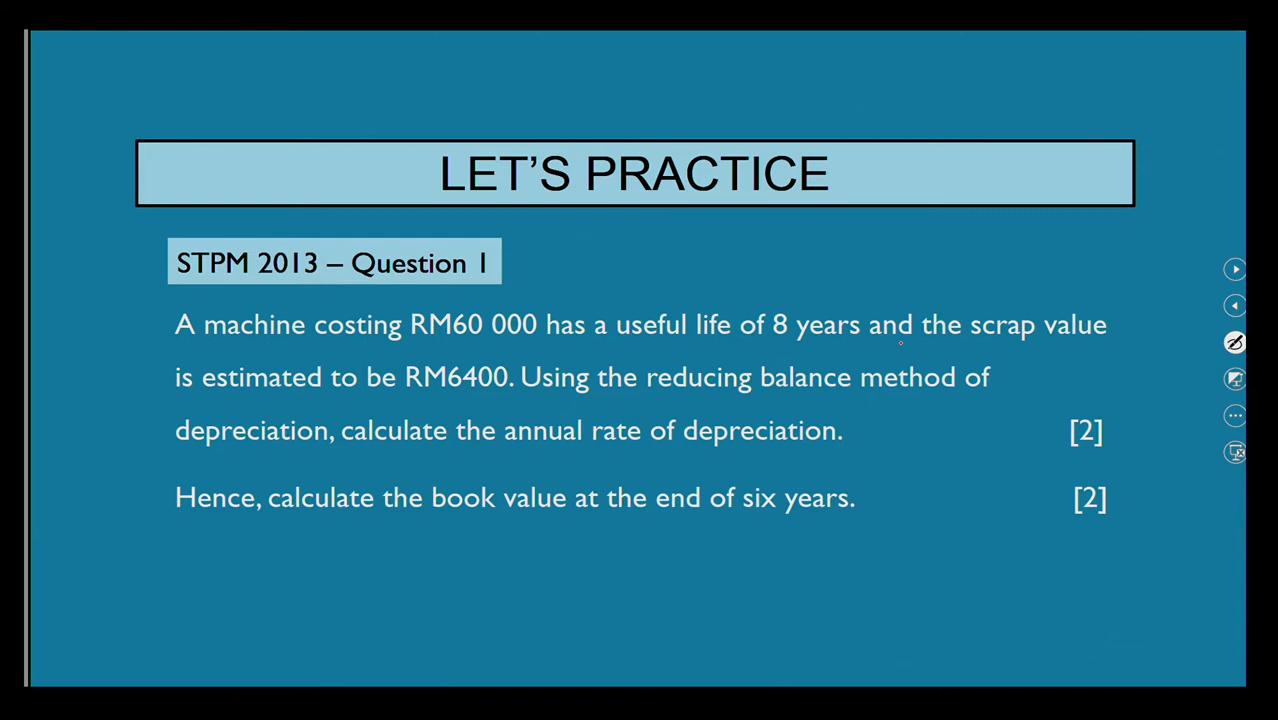 LET’S PRACTICE
STPM 2013 – Question 1
A machine costing RM60 000 has a useful life of 8 years and the scrap value
is estimated to be RM6400. Using the reducing balance method of
depreciation, calculate the annual rate of depreciation. [2]
Hence, calculate the book value at the end of six years. [2]